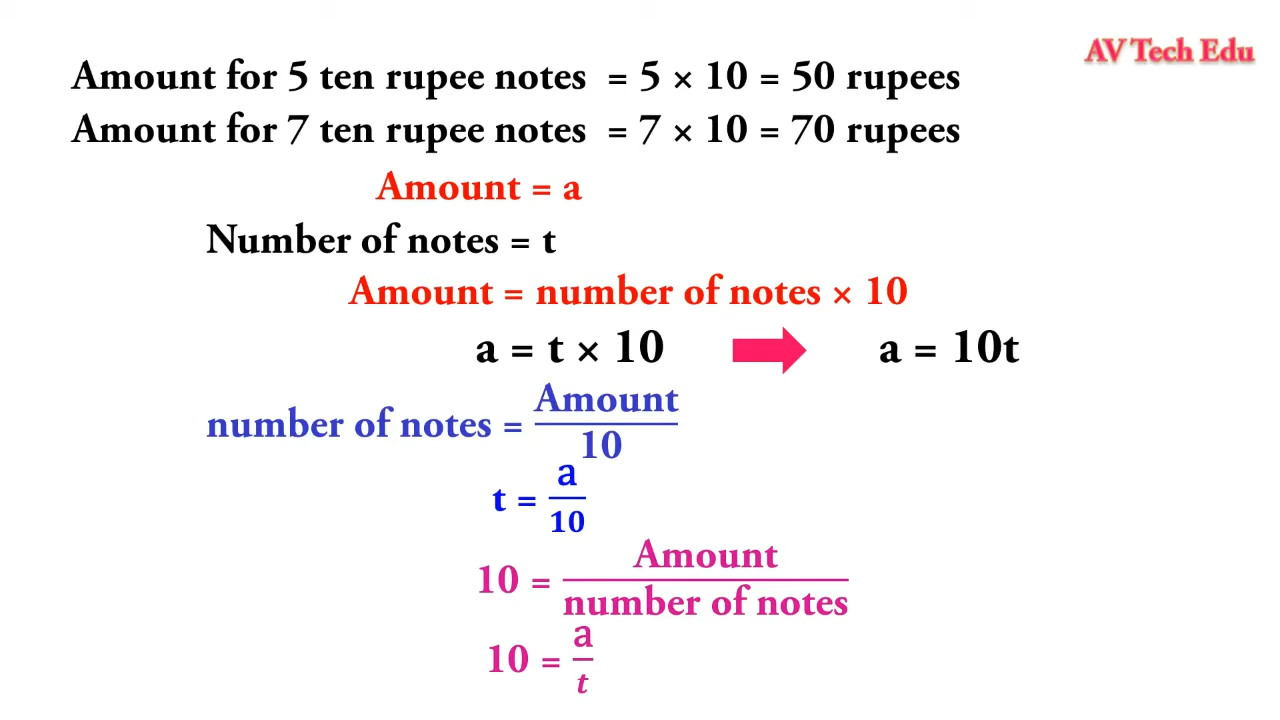 AV Tech Edu
Amount for 5 ten rupee notes = 5 × 10 = 50 rupees
Amount for 7 ten rupee notes = 7 × 10 = 70 rupees
Amount = a
Number of notes = t
Amount = number of notes × 10
a = t × 10 a = 10t
number of notes = Amount/10
t = a/10
10 = Amount/number of notes
10 = a/t